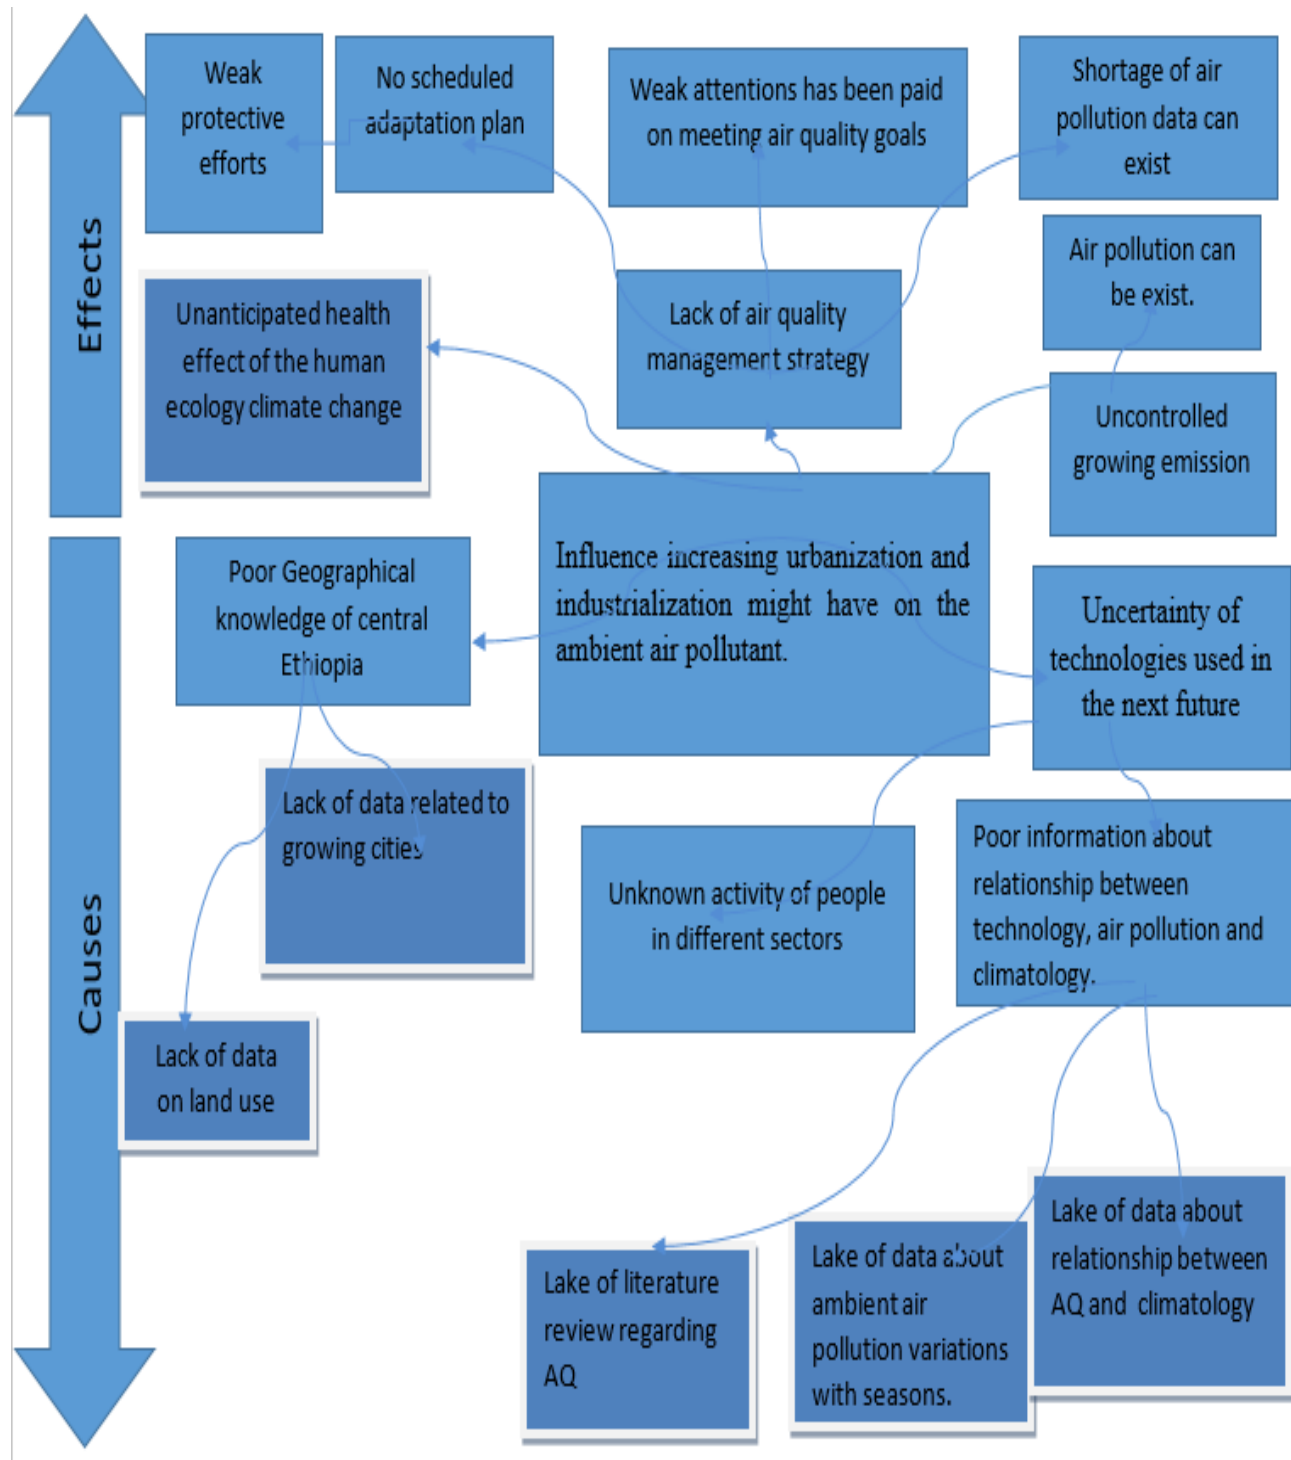 Weak
protective
efforts
No scheduled
adaptation plan
Weak attentions has been paid
on meeting air quality goals
Shortage of air
pollution data can
exist
Effects
Air pollution can
be exist.
Unanticipated health
effect of the human
ecology climate change
Lack of air quality
management strategy
Uncontrolled
growing emission
Influence increasing urbanization and
industrialization might have on the
ambient air pollutant.
Poor Geographical
knowledge of central
Ethiopia
Uncertainty of
technologies used in
the next future
Causes
Lack of data related to
growing cities
Unknown activity of people
in different sectors
Poor information about
relationship between
technology, air pollution and
climatology.
Lack of data
on land use
Lake of literature
review regarding
AQ
Lake of data about
ambient air
pollution variations
with seasons.
Lake of data about
relationship between
AQ and climatology